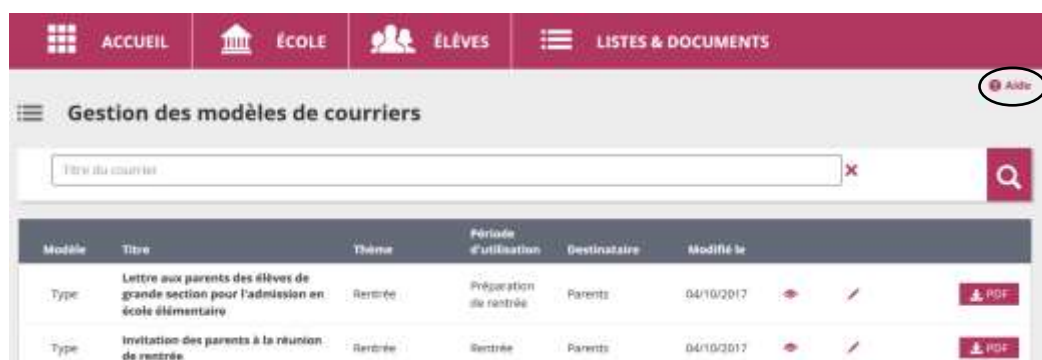 ACCUEIL ÉCOLE ÉLÈVES LISTES & DOCUMENTS
Aide
Gestion des modèles de courriers
Titre du courrier
Modèle Titre Thème Période d'utilisation Destinataire Modifié le
Type Lettre aux parents des élèves de grande section pour l'admission en école élémentaire Rentrée Préparation de rentrée Parents 04/10/2017 PDF
Type Invitation des parents à la réunion de rentrée Rentrée Rentrée Parents 04/10/2017 PDF